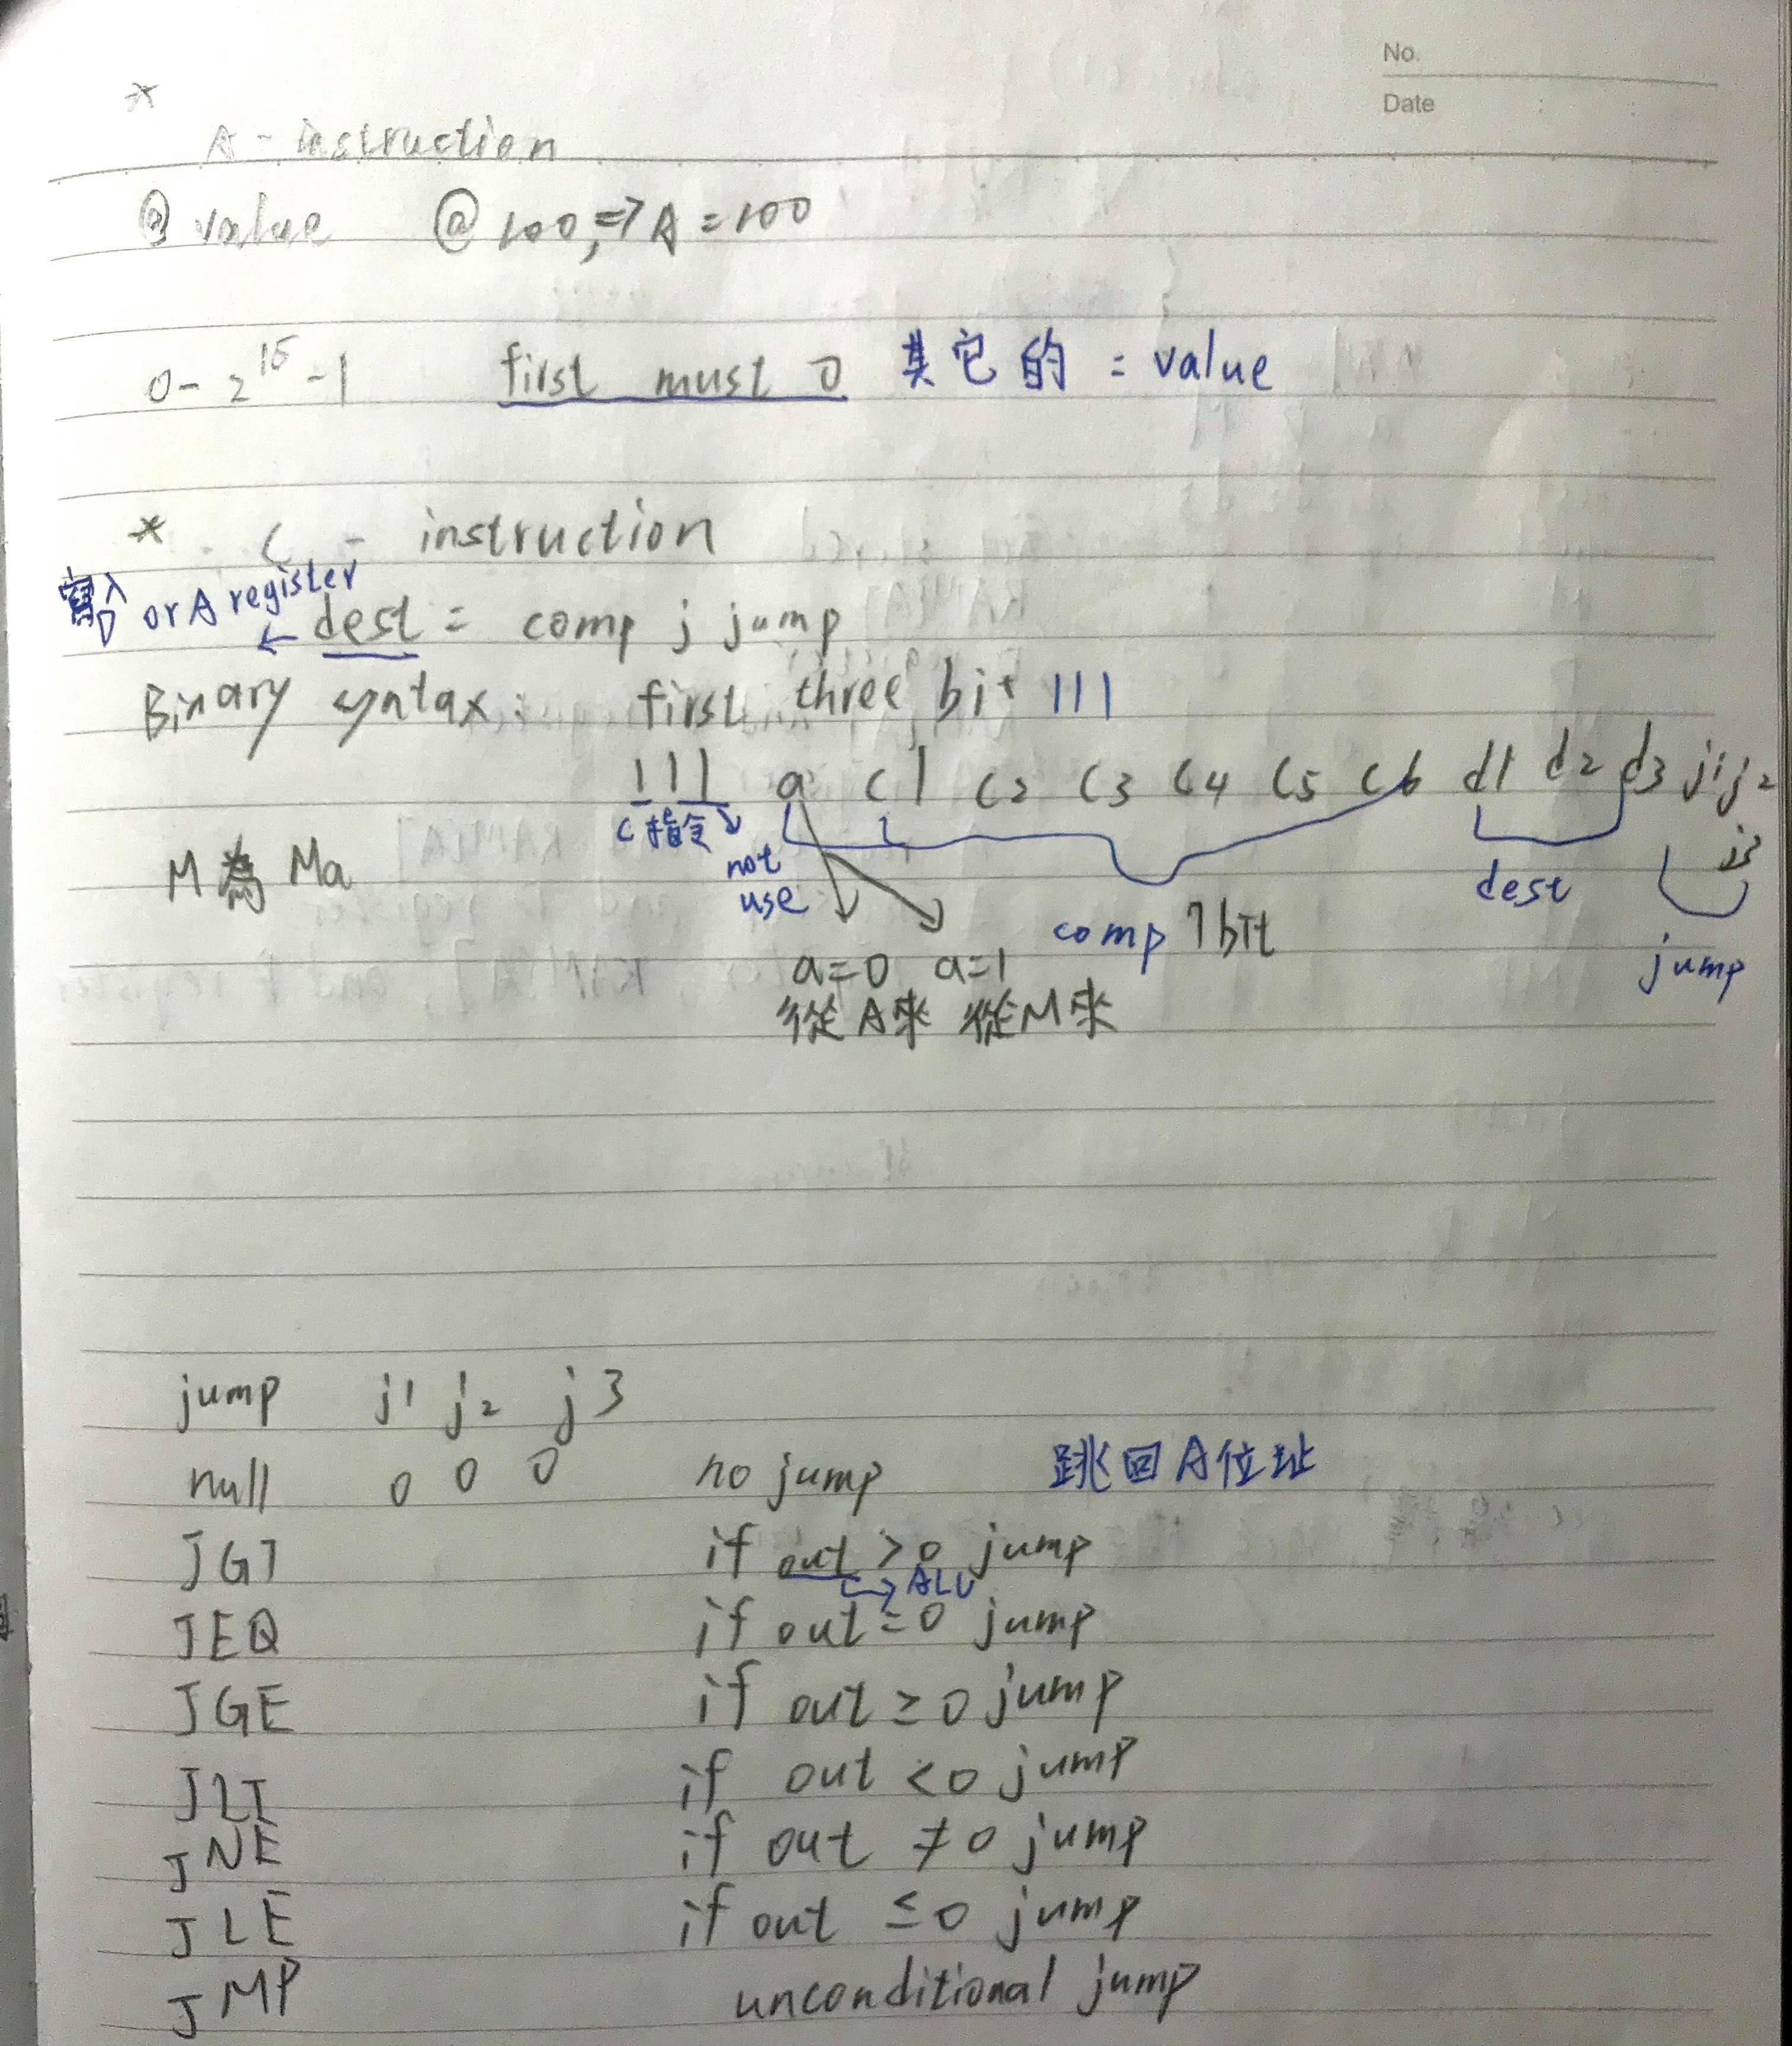 No.
Date : :
* A - instruction
@ value @ 100, => A = 100
0 - 2^15 - 1 first must 0 其它的 = value
* C - instruction
寫入 D or A register
← dest = comp ; jump
Binary syntax : first three bit 111
111 a c1 c2 c3 c4 c5 c6 d1 d2 d3 j1 j2 j3
C指令 not use comp 7bit dest jump
M為 Ma
a=0 a=1
從A來 從M來
jump j1 j2 j3
null 0 0 0 no jump 跳回A位址
JGT if out > 0 jump
→ ALU
JEQ if out = 0 jump
JGE if out ≥ 0 jump
JLT if out < 0 jump
JNE if out ≠ 0 jump
JLE if out ≤ 0 jump
JMP unconditional jump